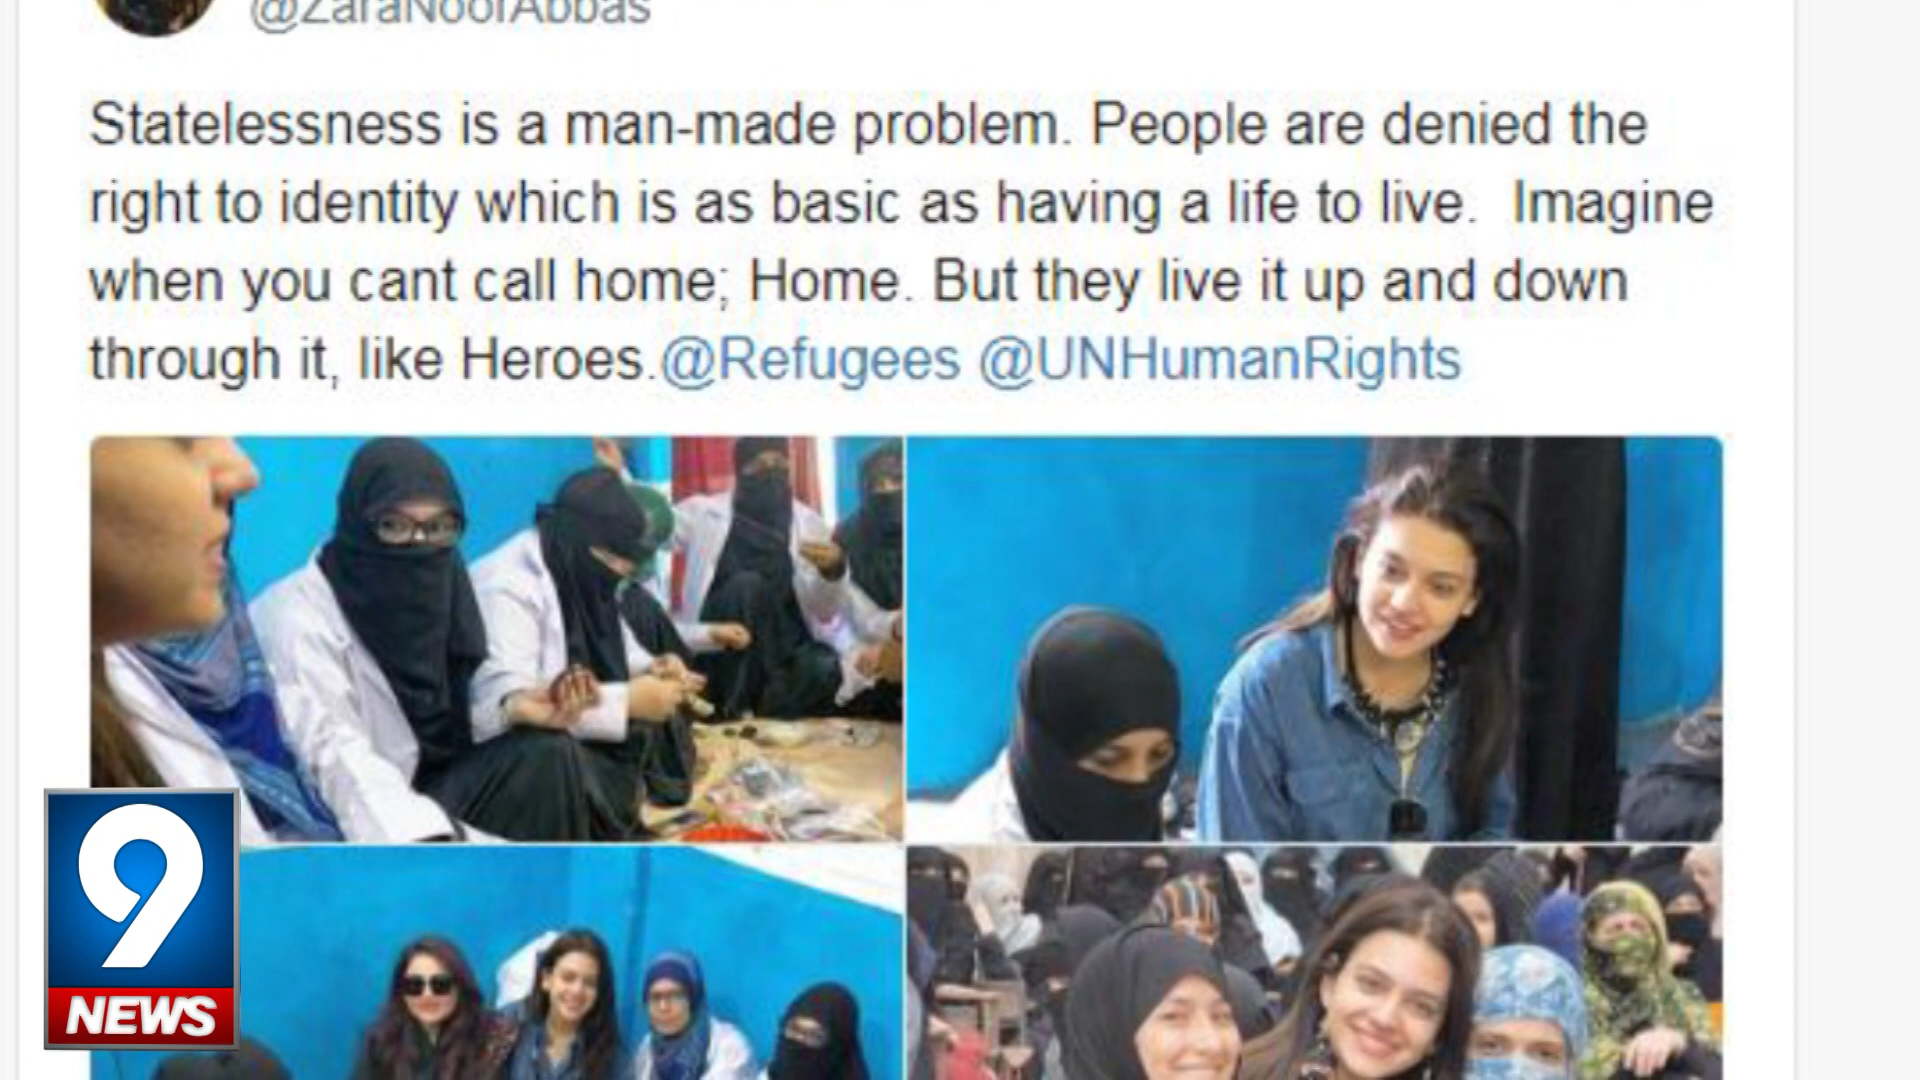 @ZaraNoorAbbas
Statelessness is a man-made problem. People are denied the
right to identity which is as basic as having a life to live. Imagine
when you cant call home; Home. But they live it up and down
through it, like Heroes.@Refugees @UNHumanRights
9
NEWS